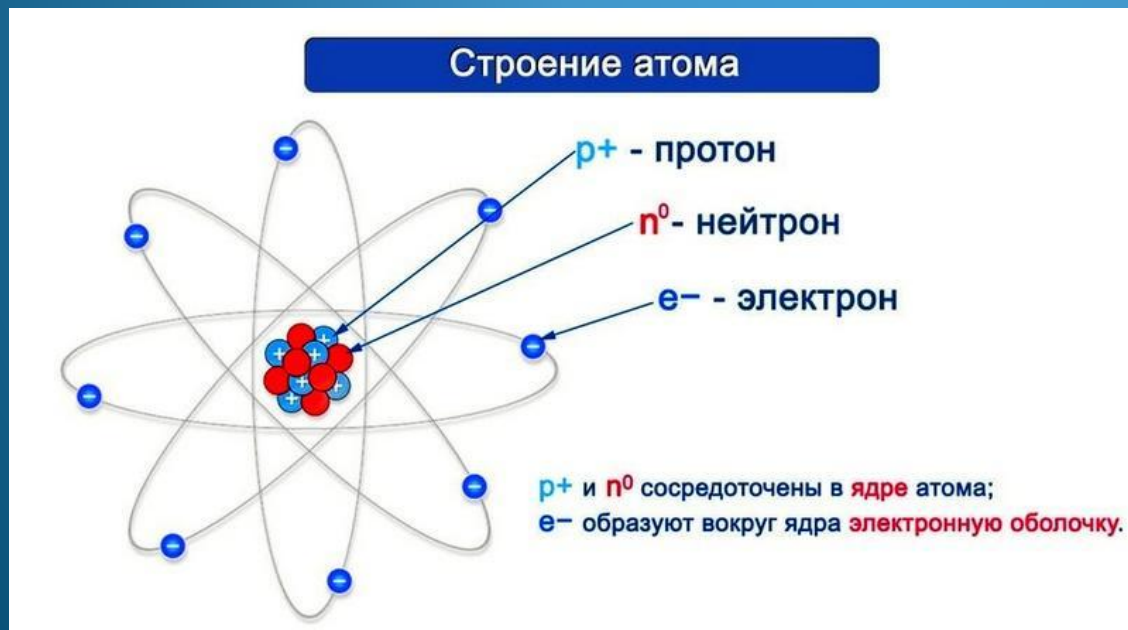 Строение атома
p+ - протон
n⁰- нейтрон
e− - электрон
p+ и n⁰ сосредоточены в ядре атома;
e− образуют вокруг ядра электронную оболочку.